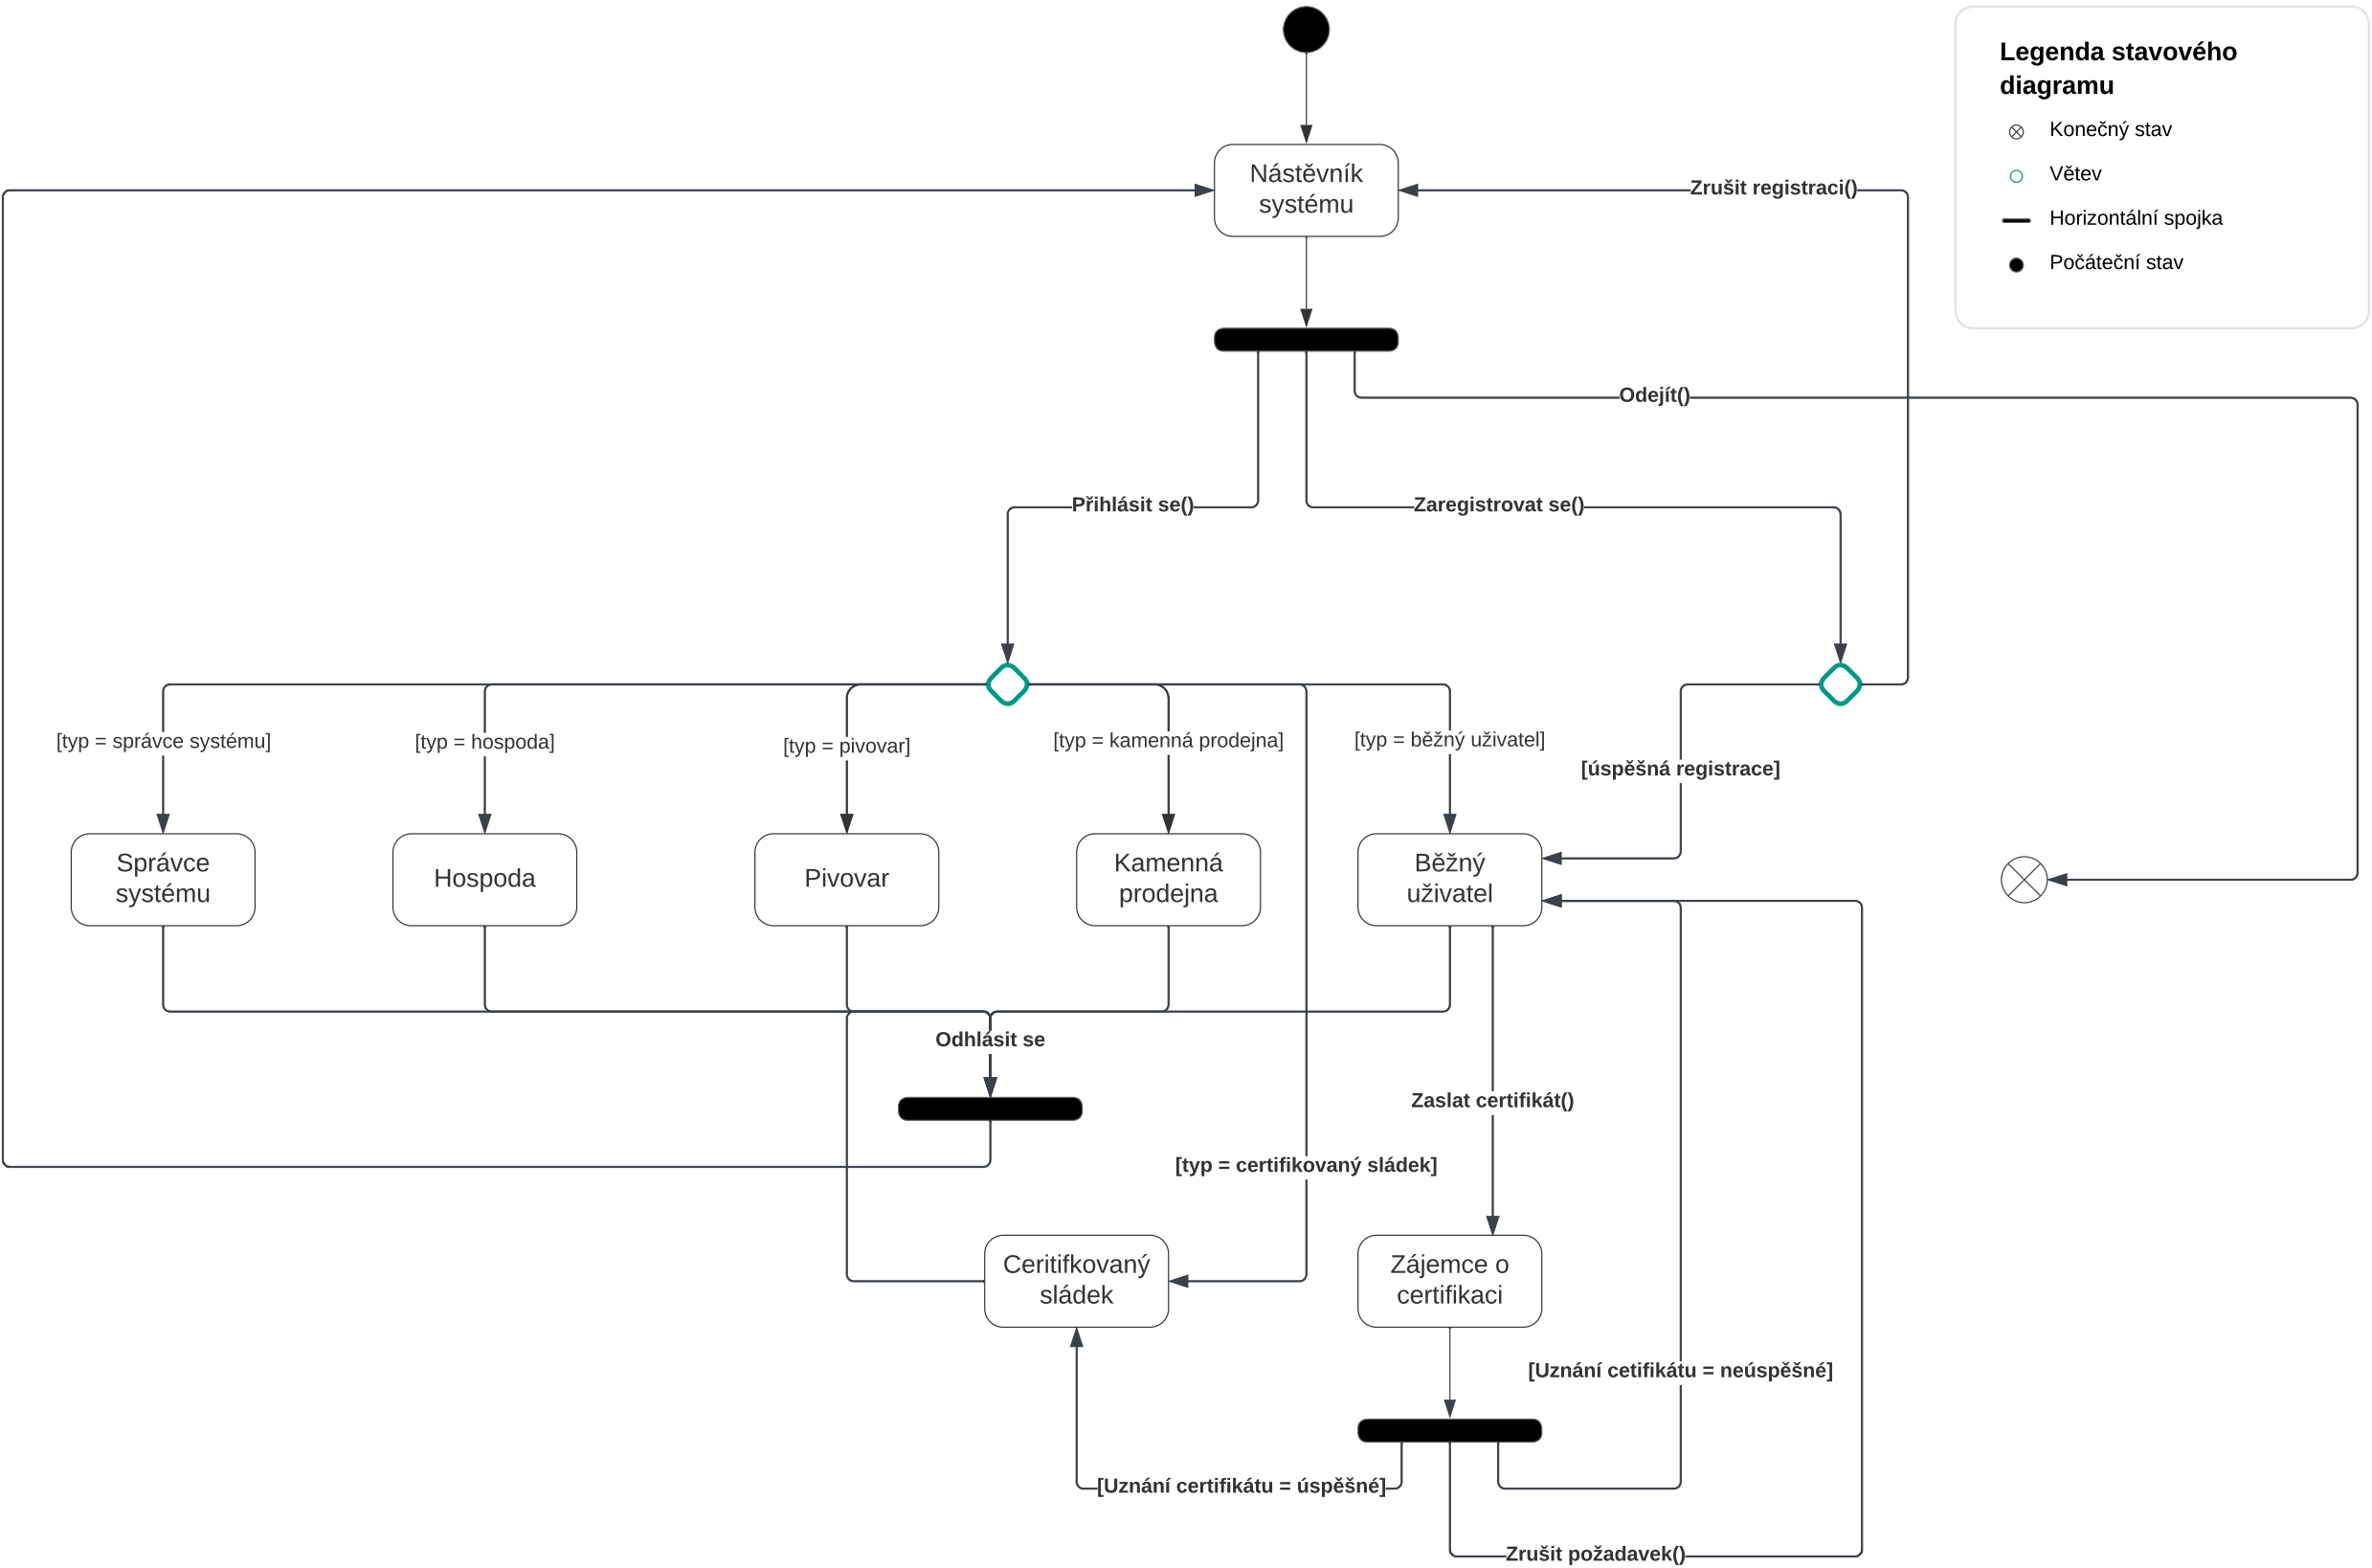 Legenda stavového
diagramu
Konečný stav
Větev
Horizontální spojka
Počáteční stav
Nástěvník
systému
Zrušit registraci()
Odejít()
Přihlásit se()
Zaregistrovat se()
[typ = správce systému]
[typ = hospoda]
[typ = pivovar]
[typ = kamenná prodejna]
[typ = běžný uživatel]
[úspěšná registrace]
Správce
systému
Hospoda
Pivovar
Kamenná
prodejna
Běžný
uživatel
Odhlásit se
Zaslat certifikát()
[typ = certifikovaný sládek]
Ceritifkovaný
sládek
Zájemce o
certifikaci
[Uznání cetifikátu = neúspěšné]
[Uznání certifikátu = úspěšné]
Zrušit požadavek()